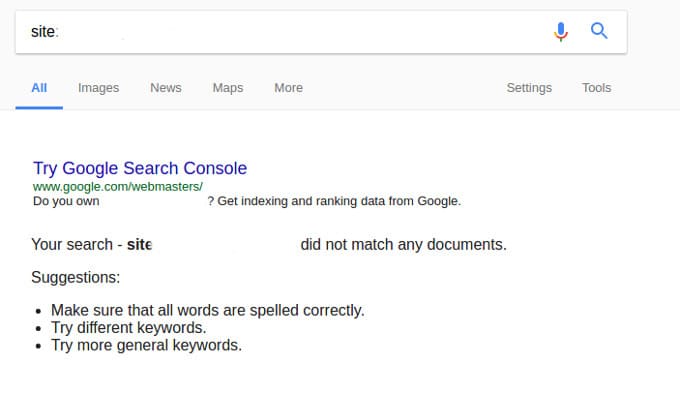 site:
All Images News Maps More Settings Tools
Try Google Search Console
www.google.com/webmasters/
Do you own ? Get indexing and ranking data from Google.
Your search - site did not match any documents.
Suggestions:
• Make sure that all words are spelled correctly.
• Try different keywords.
• Try more general keywords.